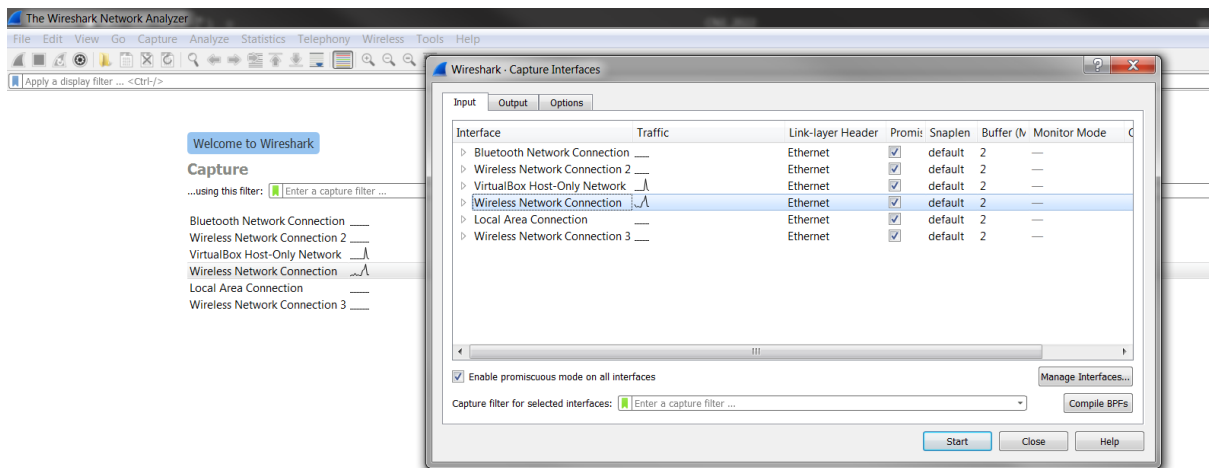 The Wireshark Network Analyzer
File Edit View Go Capture Analyze Statistics Telephony Wireless Tools Help
Apply a display filter ... <Ctrl-/>
Welcome to Wireshark
Capture
...using this filter: Enter a capture filter ...
Bluetooth Network Connection
Wireless Network Connection 2
VirtualBox Host-Only Network
Wireless Network Connection
Local Area Connection
Wireless Network Connection 3
Wireshark · Capture Interfaces
Input Output Options
Interface Traffic Link-layer Header Promi: Snaplen Buffer (M Monitor Mode C
Bluetooth Network Connection Ethernet default 2 —
Wireless Network Connection 2 Ethernet default 2 —
VirtualBox Host-Only Network Ethernet default 2 —
Wireless Network Connection Ethernet default 2 —
Local Area Connection Ethernet default 2 —
Wireless Network Connection 3 Ethernet default 2 —
Enable promiscuous mode on all interfaces Manage Interfaces...
Capture filter for selected interfaces: Enter a capture filter ... Compile BPFs
Start Close Help